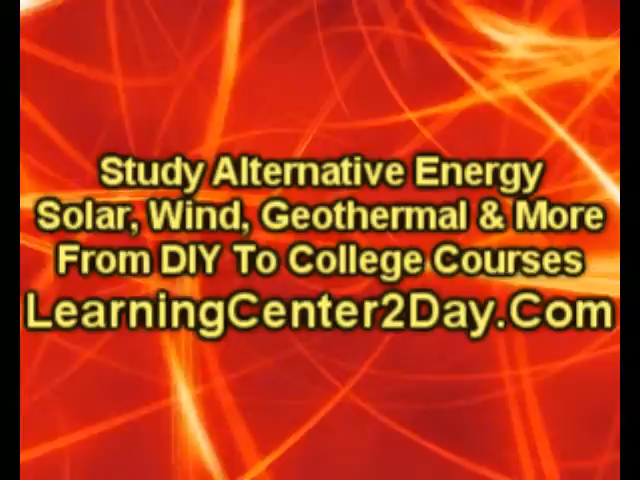 Study Alternative Energy
Solar, Wind, Geothermal & More
From DIY To College Courses
LearningCenter2Day.Com